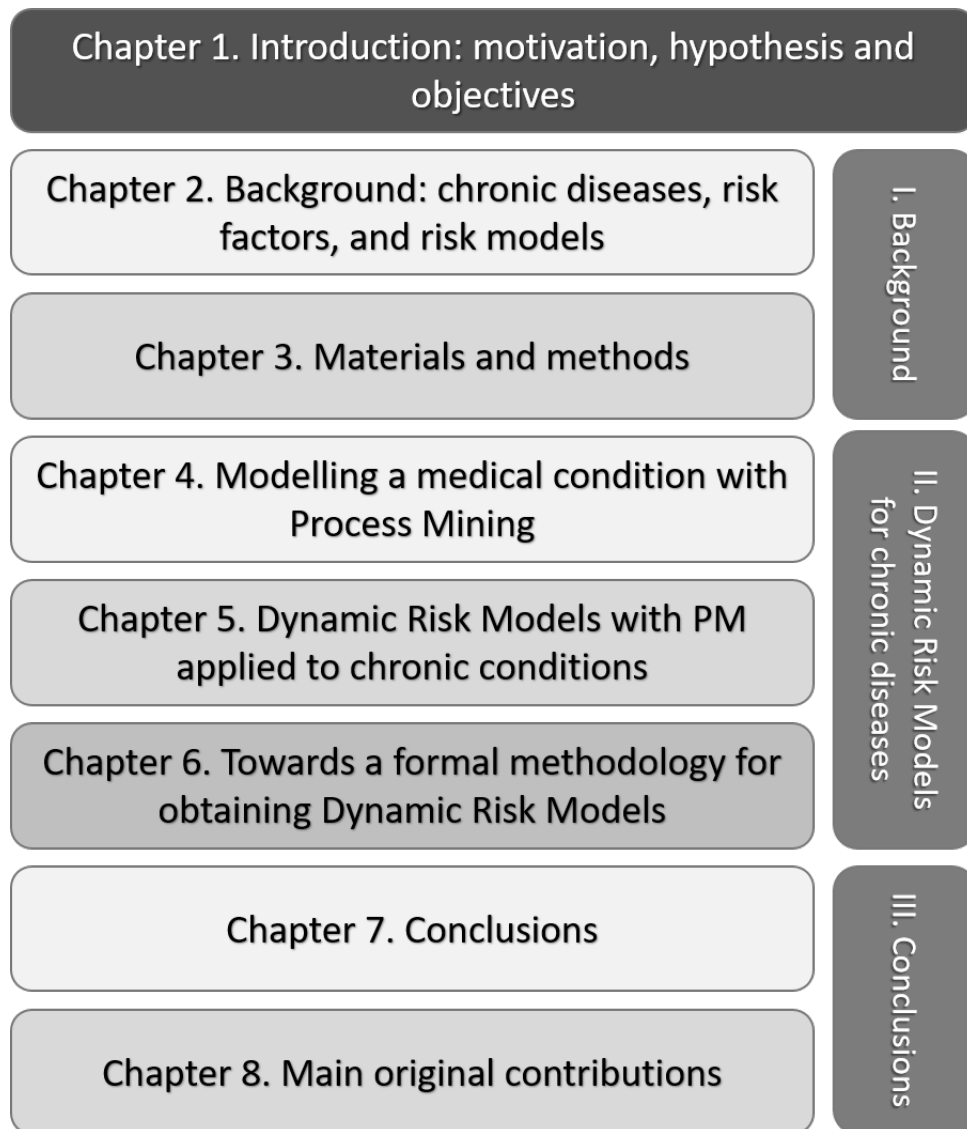 Chapter 1. Introduction: motivation, hypothesis and
objectives
Chapter 2. Background: chronic diseases, risk
factors, and risk models
Chapter 3. Materials and methods
I. Background
Chapter 4. Modelling a medical condition with
Process Mining
Chapter 5. Dynamic Risk Models with PM
applied to chronic conditions
Chapter 6. Towards a formal methodology for
obtaining Dynamic Risk Models
II. Dynamic Risk Models
for chronic diseases
Chapter 7. Conclusions
Chapter 8. Main original contributions
III. Conclusions